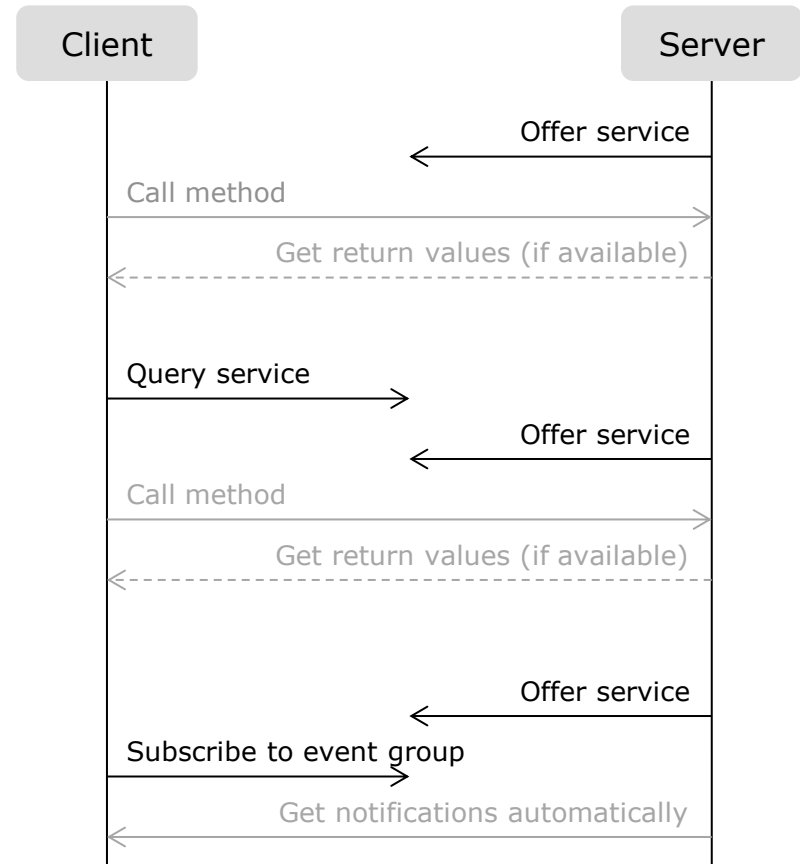 Client
Server
Offer service
Call method
Get return values (if available)
Query service
Offer service
Call method
Get return values (if available)
Offer service
Subscribe to event group
Get notifications automatically